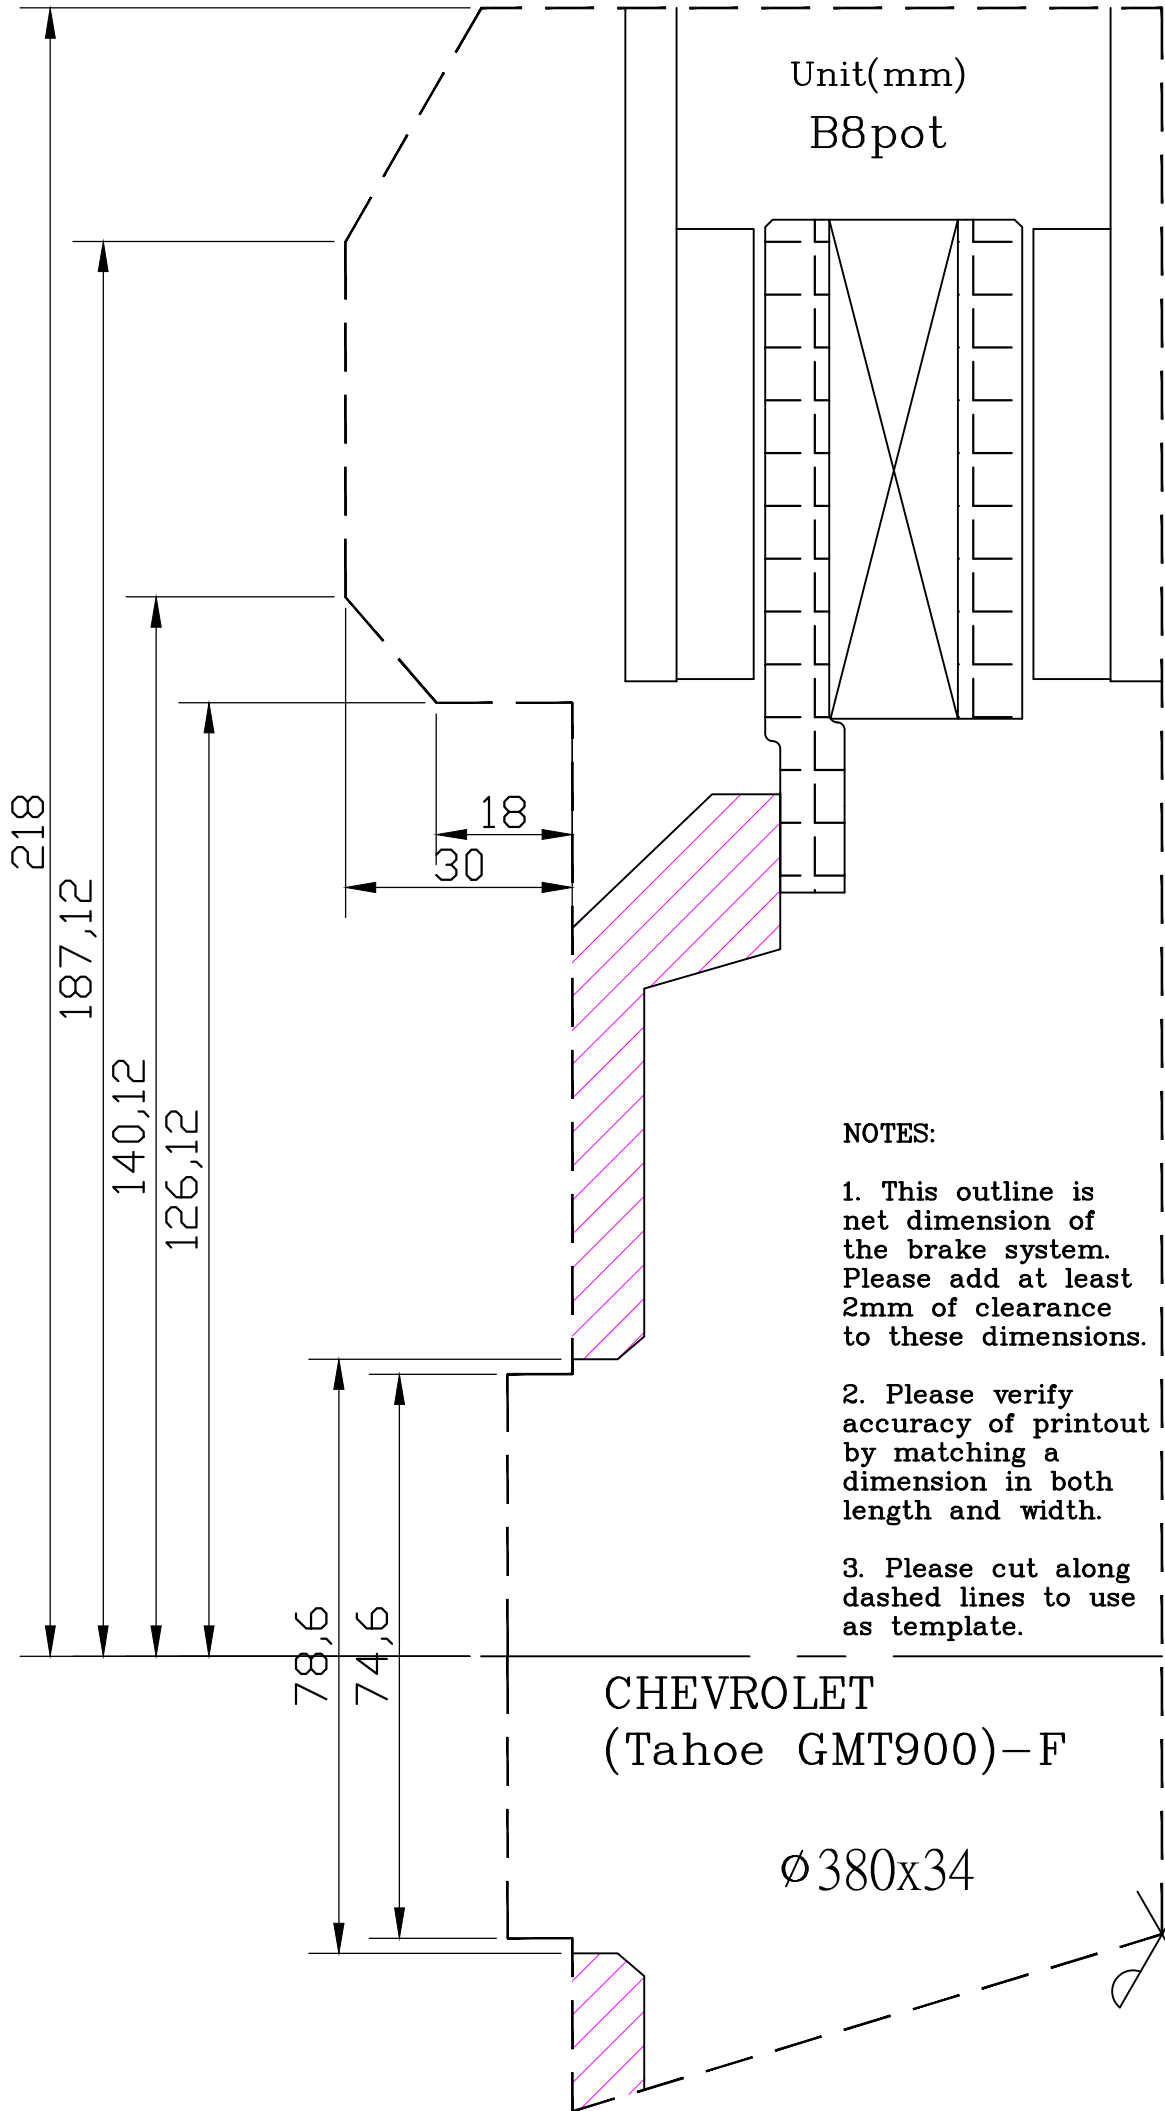 Unit(mm)
B8pot
218
187,12
140,12
126,12
18
30
NOTES:
1. This outline is
net dimension of
the brake system.
Please add at least
2mm of clearance
to these dimensions.
2. Please verify
accuracy of printout
by matching a
dimension in both
length and width.
3. Please cut along
dashed lines to use
as template.
78,6
74,6
CHEVROLET
(Tahoe GMT900)-F
Ø380x34